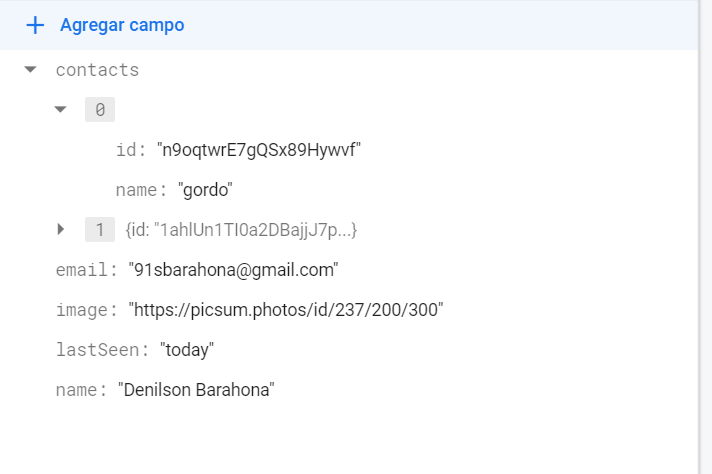 + Agregar campo
contacts
0
id: "n9oqtwrE7gQSx89Hywvf"
name: "gordo"
1 {id: "1ahlUn1TI0a2DBajjJ7p...}
email: "91sbarahona@gmail.com"
image: "https://picsum.photos/id/237/200/300"
lastSeen: "today"
name: "Denilson Barahona"